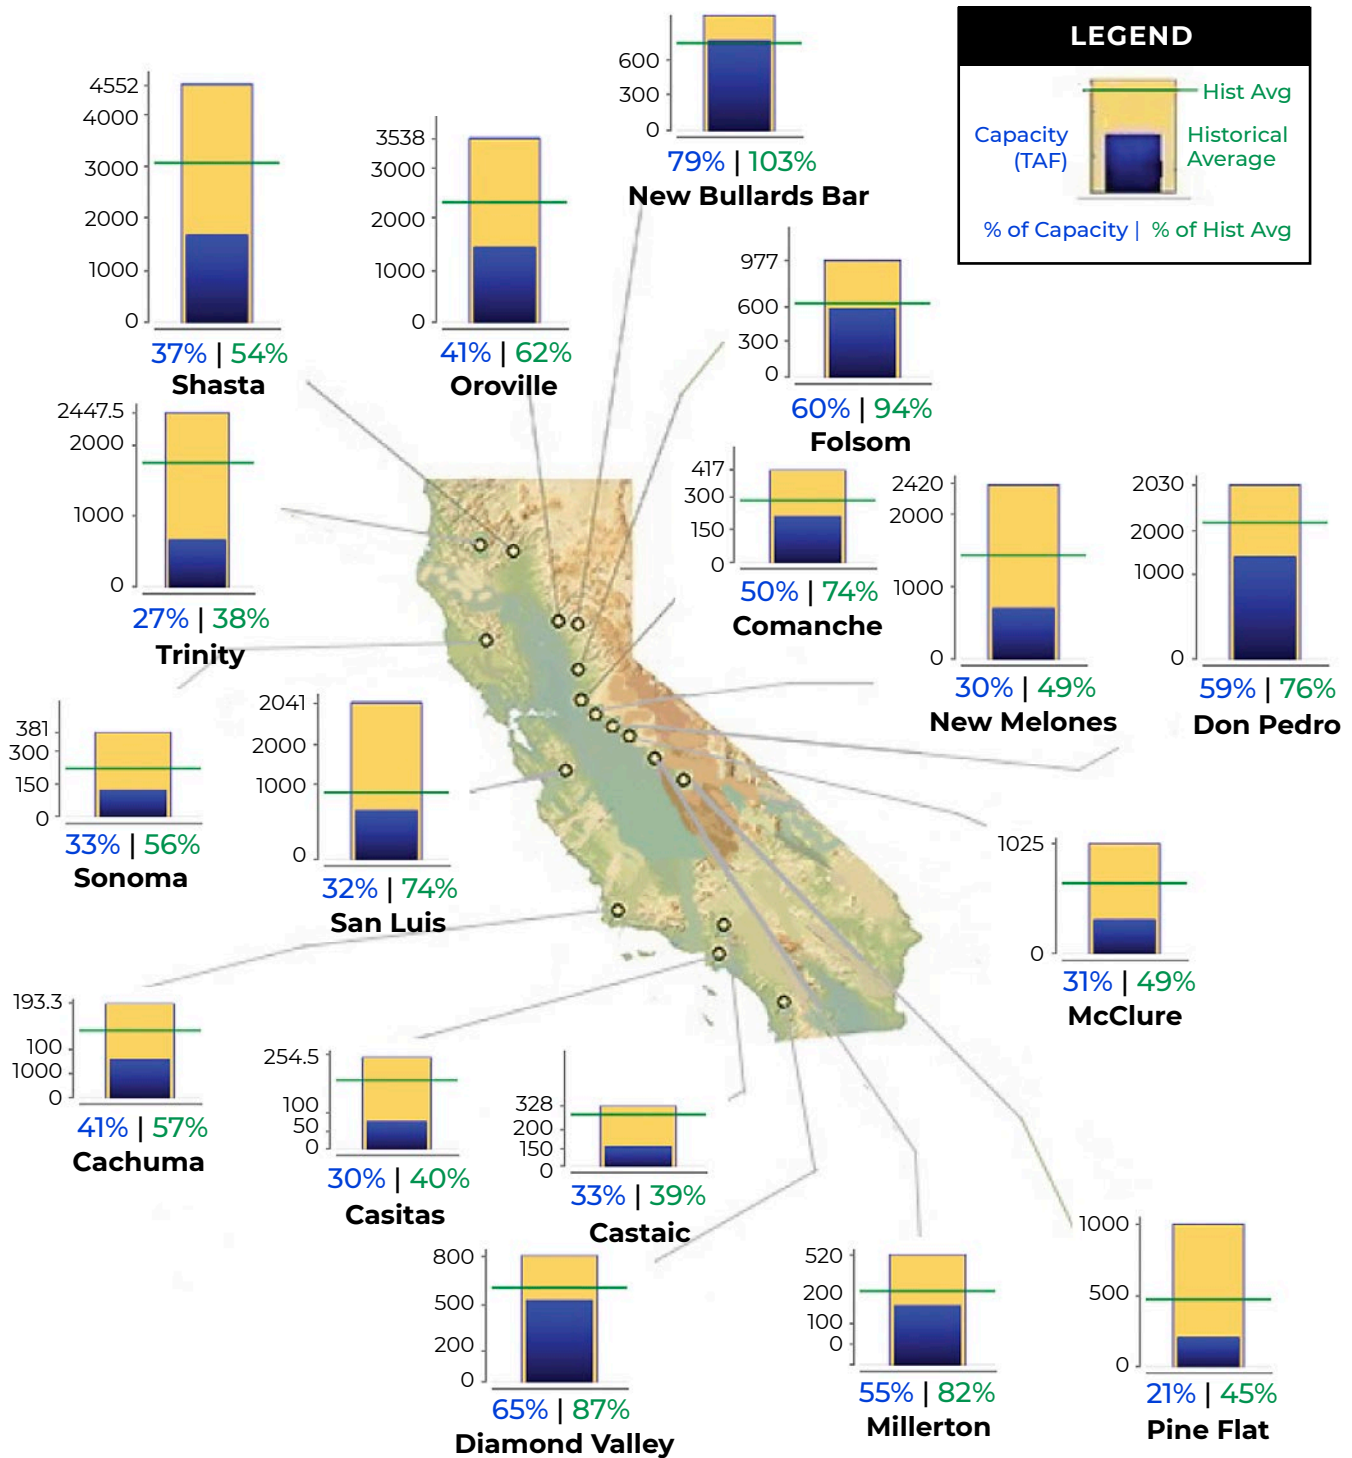 LEGEND
Hist Avg
Capacity
(TAF)
Historical
Average
% of Capacity | % of Hist Avg
600
300
0
79% | 103%
New Bullards Bar
4552
4000
3000
2000
1000
0
37% | 54%
Shasta
3538
3000
2000
1000
0
41% | 62%
Oroville
977
600
300
0
60% | 94%
Folsom
2447.5
2000
1000
0
27% | 38%
Trinity
417
300
150
0
50% | 74%
Comanche
2420
2000
1000
0
30% | 49%
New Melones
2030
2000
1000
0
59% | 76%
Don Pedro
381
300
150
0
33% | 56%
Sonoma
2041
2000
1000
0
32% | 74%
San Luis
1025
0
31% | 49%
McClure
193.3
100
1000
0
41% | 57%
Cachuma
254.5
100
50
0
30% | 40%
Casitas
328
200
150
0
33% | 39%
Castaic
800
500
200
0
65% | 87%
Diamond Valley
520
200
100
0
55% | 82%
Millerton
1000
500
0
21% | 45%
Pine Flat